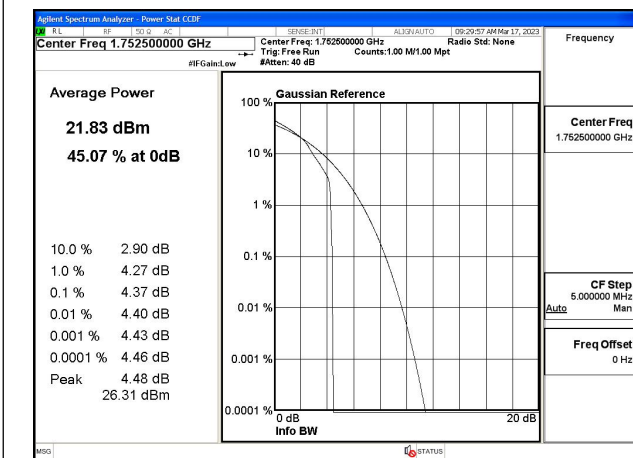 Agilent Spectrum Analyzer - Power Stat CCDF
LXI RL RF 50 Ω AC SENSE:INT ALIGN AUTO 09:29:57 AM Mar 17, 2023
Center Freq 1.752500000 GHz
Center Freq: 1.752500000 GHz Radio Std: None
Trig: Free Run Counts:1.00 M/1.00 Mpt
#IFGain:Low #Atten: 40 dB
Frequency
Average Power
21.83 dBm
45.07 % at 0dB
10.0 % 2.90 dB
1.0 % 4.27 dB
0.1 % 4.37 dB
0.01 % 4.40 dB
0.001 % 4.43 dB
0.0001 % 4.46 dB
Peak 4.48 dB
26.31 dBm
Gaussian Reference
100 %
10 %
1 %
0.1 %
0.01 %
0.001 %
0.0001 %
0 dB 20 dB
Info BW
Center Freq
1.752500000 GHz
CF Step
5.000000 MHz
Auto Man
Freq Offset
0 Hz
MSG STATUS